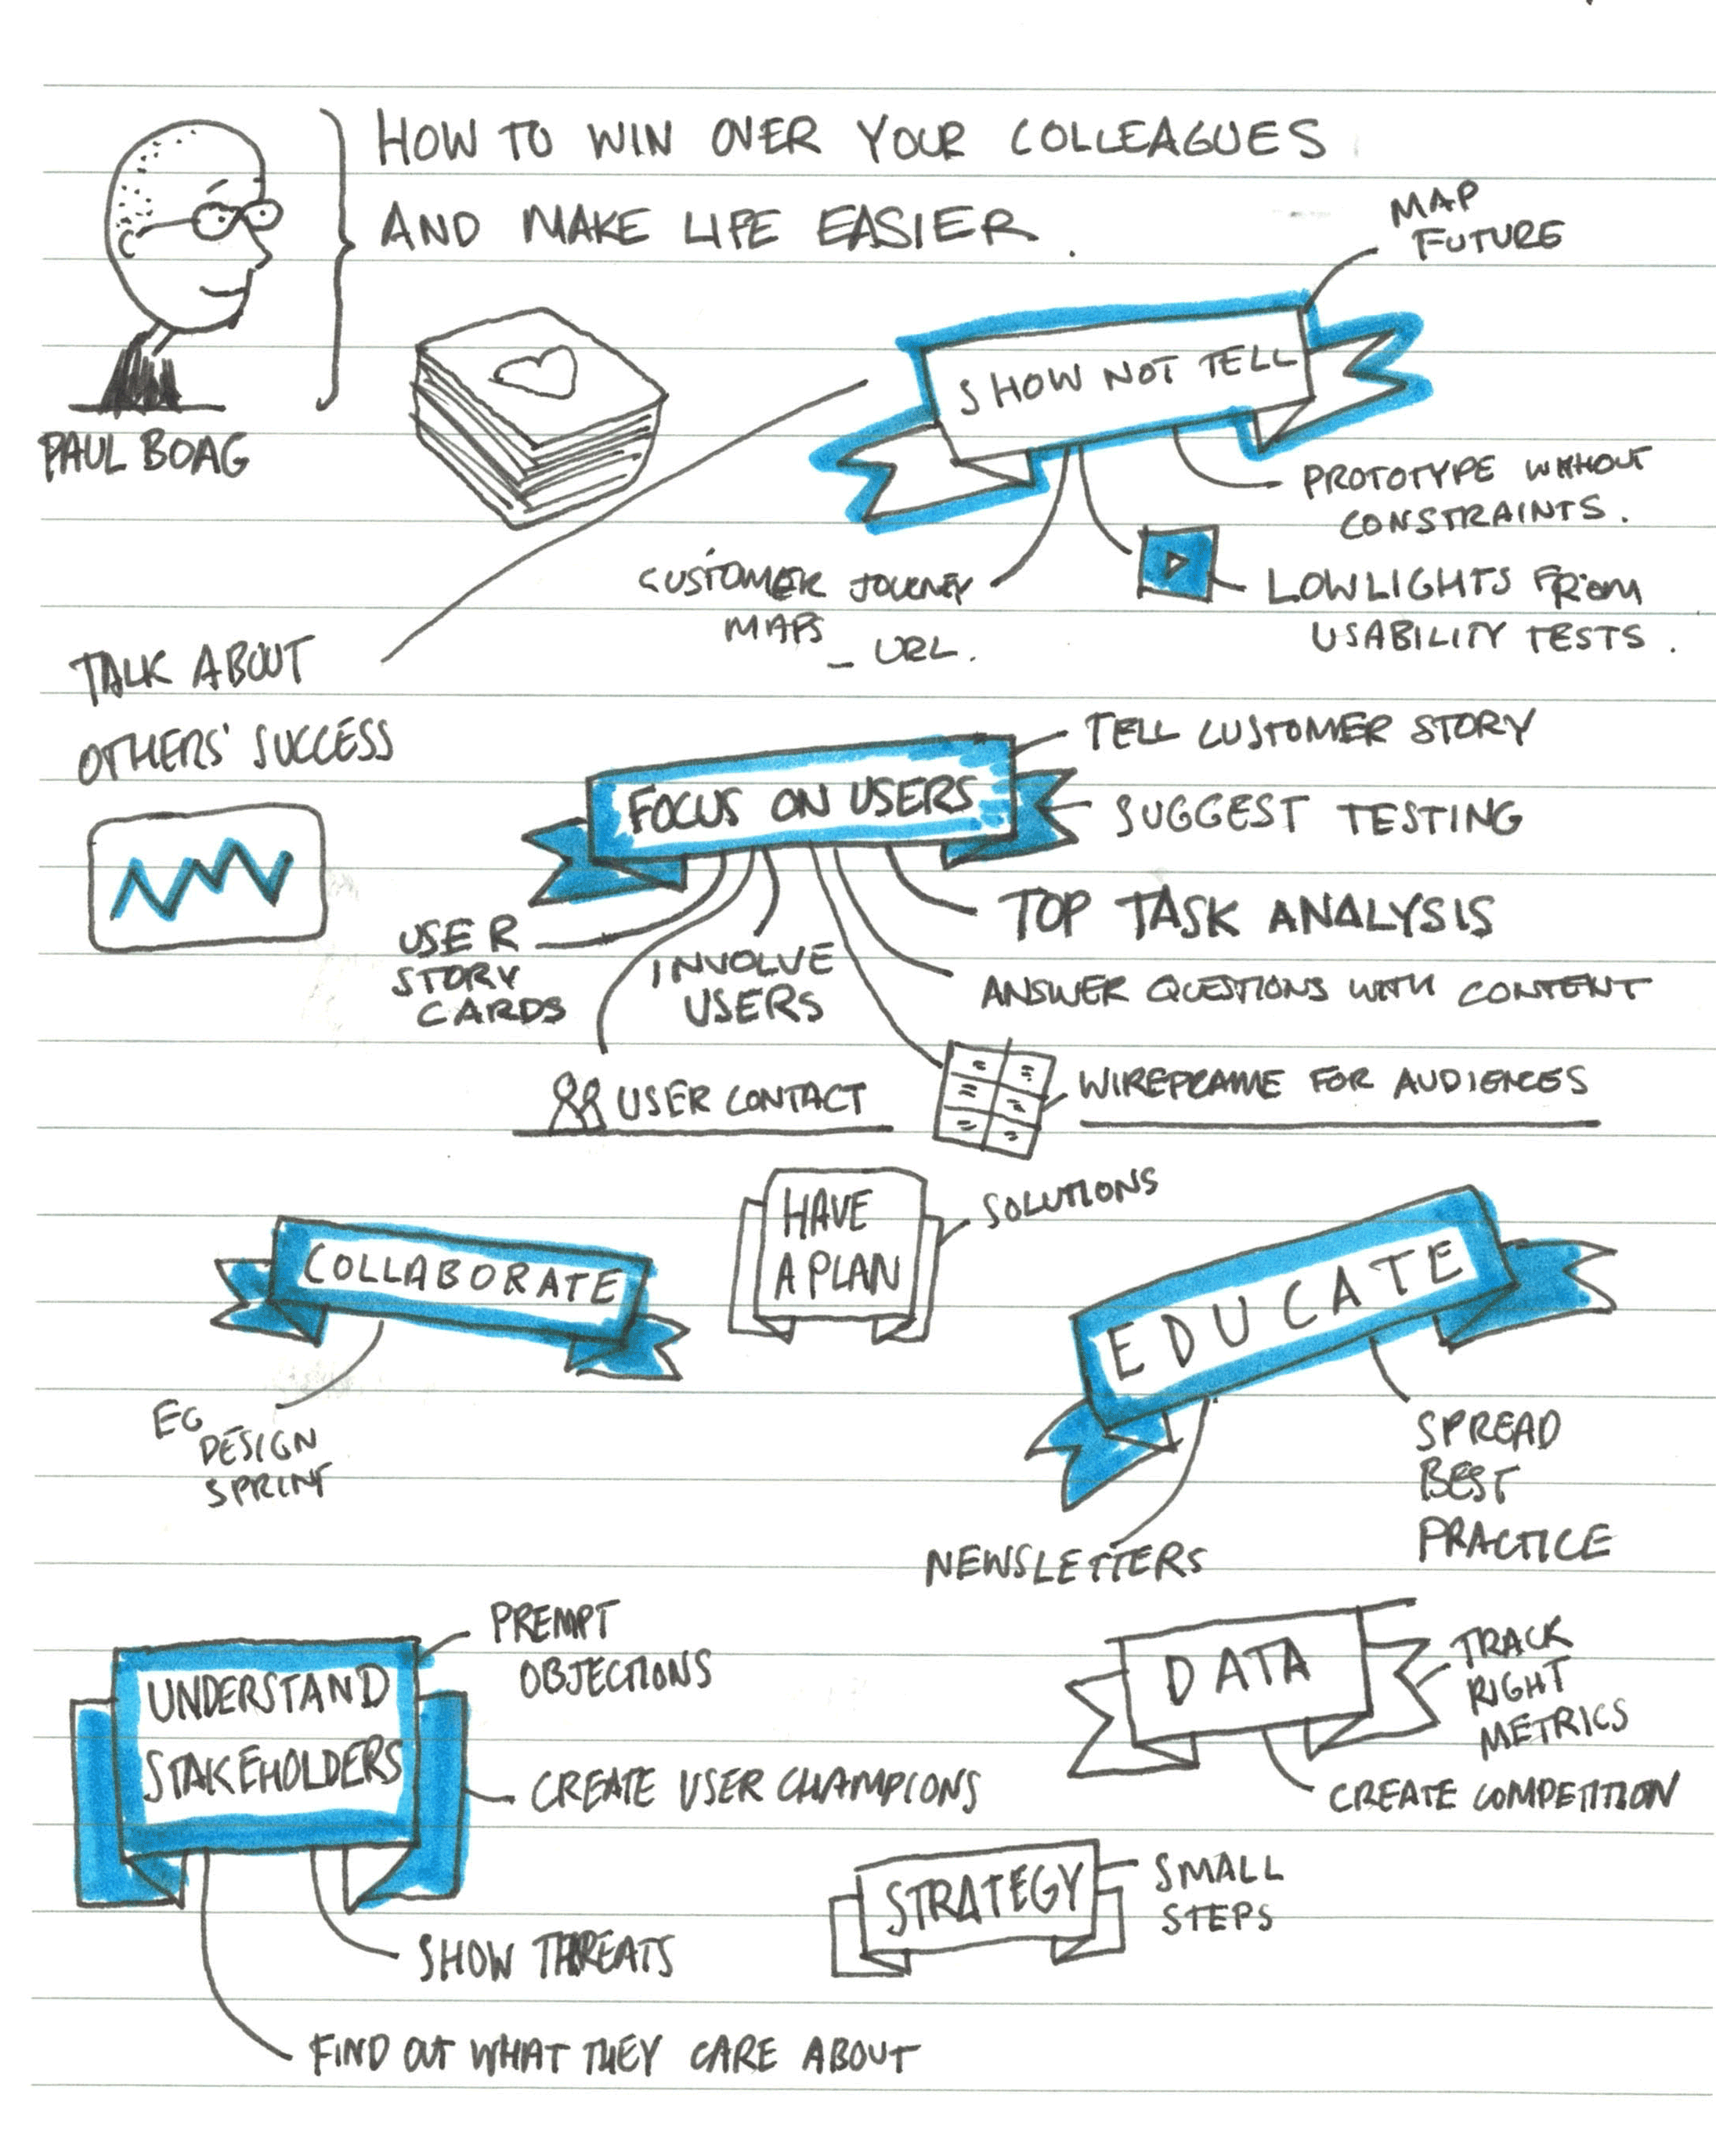 HOW TO WIN OVER YOUR COLLEAGUES
AND MAKE LIFE EASIER.
PAUL BOAG
MAP
FUTURE
SHOW NOT TELL
PROTOTYPE WITHOUT
CONSTRAINTS.
CUSTOMER JOURNEY
MAPS
- URL.
LOWLIGHTS FROM
USABILITY TESTS.
TALK ABOUT
OTHERS' SUCCESS
FOCUS ON USERS
TELL CUSTOMER STORY
SUGGEST TESTING
TOP TASK ANALYSIS
ANSWER QUESTIONS WITH CONTENT
USER
STORY
CARDS
INVOLVE
USERS
USER CONTACT
WIREFRAME FOR AUDIENCES
COLLABORATE
EG
DESIGN
SPRINT
HAVE
A PLAN
SOLUTIONS
EDUCATE
SPREAD
BEST
PRACTICE
NEWSLETTERS
UNDERSTAND
STAKEHOLDERS
PREMPT
OBJECTIONS
CREATE USER CHAMPIONS
SHOW THREATS
FIND OUT WHAT THEY CARE ABOUT
DATA
TRACK
RIGHT
METRICS
CREATE COMPETITION
STRATEGY
SMALL
STEPS